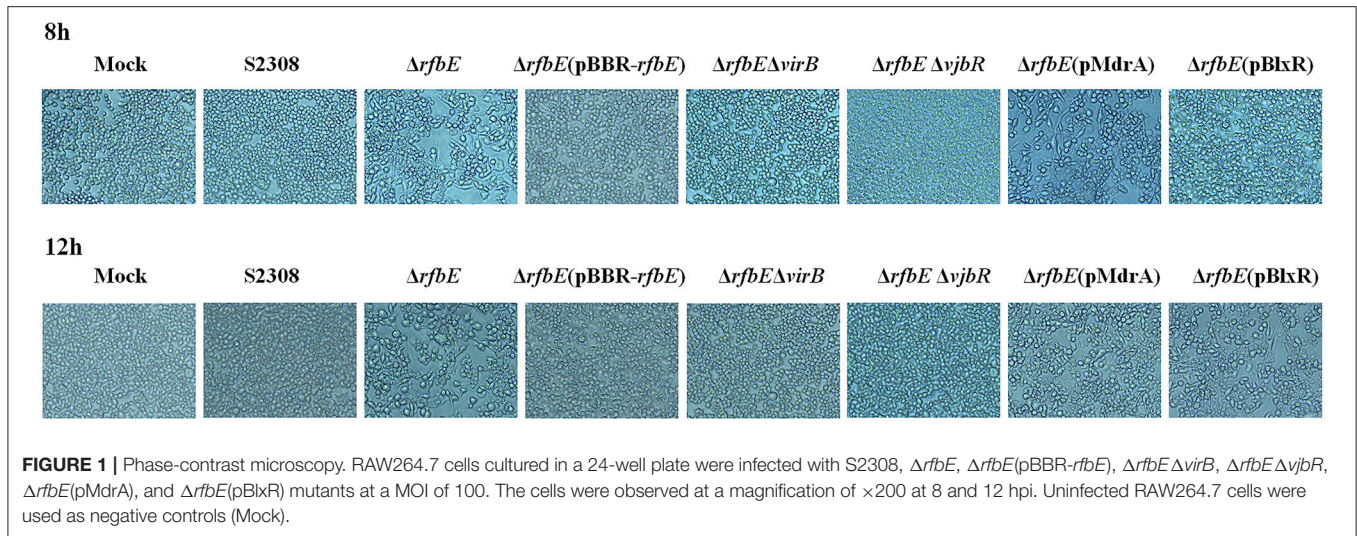 8h
Mock S2308 ΔrfbE ΔrfbE(pBBR-rfbE) ΔrfbEΔvirB ΔrfbE ΔvjbR ΔrfbE(pMdrA) ΔrfbE(pBlxR)
12h
Mock S2308 ΔrfbE ΔrfbE(pBBR-rfbE) ΔrfbEΔvirB ΔrfbE ΔvjbR ΔrfbE(pMdrA) ΔrfbE(pBlxR)
FIGURE 1 | Phase-contrast microscopy. RAW264.7 cells cultured in a 24-well plate were infected with S2308, ΔrfbE, ΔrfbE(pBBR-rfbE), ΔrfbEΔvirB, ΔrfbEΔvjbR,
ΔrfbE(pMdrA), and ΔrfbE(pBlxR) mutants at a MOI of 100. The cells were observed at a magnification of ×200 at 8 and 12 hpi. Uninfected RAW264.7 cells were
used as negative controls (Mock).